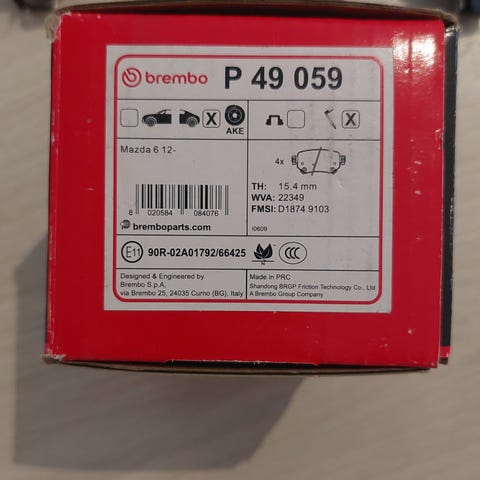 brembo P 49 059
X
AKE
X
Mazda 6 12-
4x
8 020584 084076
bremboparts.com
TH: 15.4 mm
WVA: 22349
FMSI: D1874 9103
I0609
E11 90R-02A01792/66425
N
CCC
Designed & Engineered by
Brembo S.p.A,
via Brembo 25, 24035 Curno (BG), Italy
Made in PRC
Shandong BRGP Friction Technology Co., Ltd
A Brembo Group Company